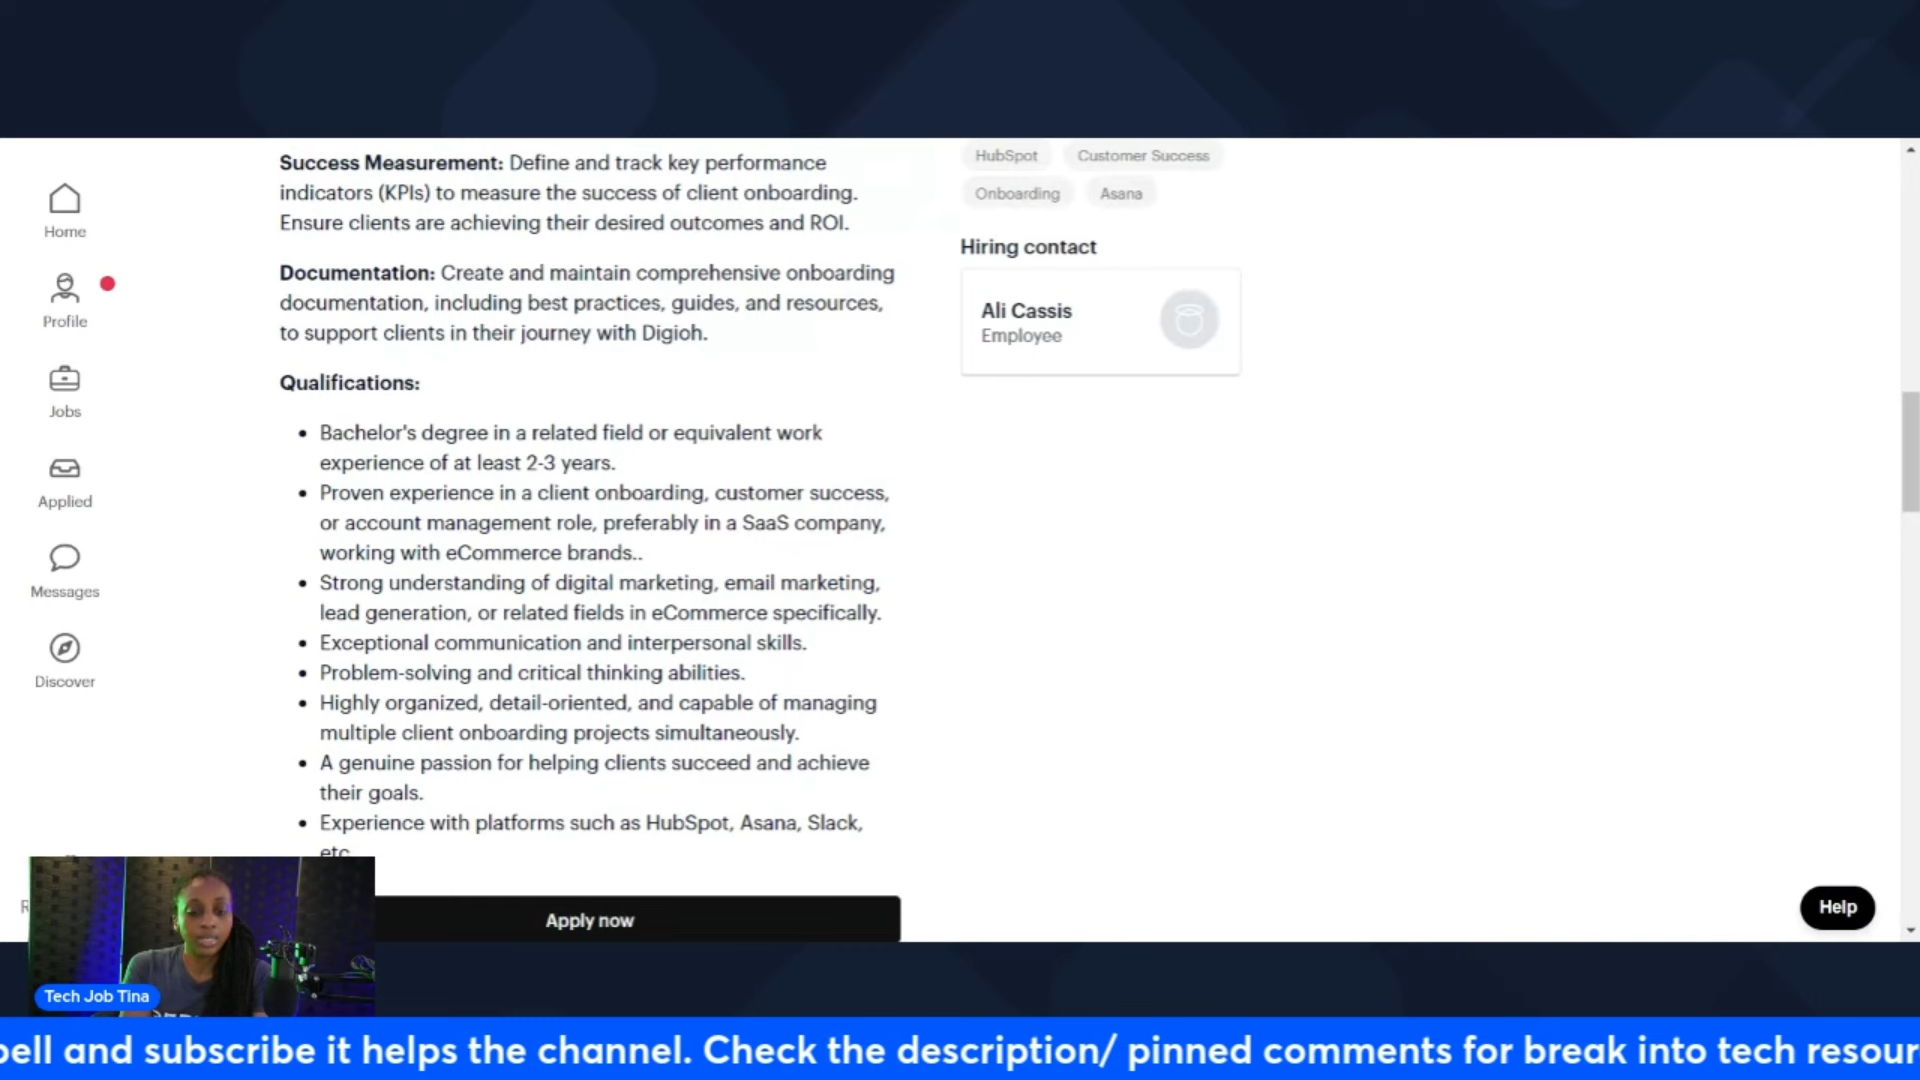 Home
Profile
Jobs
Applied
Messages
Discover
Success Measurement: Define and track key performance
indicators (KPIs) to measure the success of client onboarding.
Ensure clients are achieving their desired outcomes and ROI.
Documentation: Create and maintain comprehensive onboarding
documentation, including best practices, guides, and resources,
to support clients in their journey with Digioh.
Qualifications:
• Bachelor's degree in a related field or equivalent work
experience of at least 2-3 years.
• Proven experience in a client onboarding, customer success,
or account management role, preferably in a SaaS company,
working with eCommerce brands..
• Strong understanding of digital marketing, email marketing,
lead generation, or related fields in eCommerce specifically.
• Exceptional communication and interpersonal skills.
• Problem-solving and critical thinking abilities.
• Highly organized, detail-oriented, and capable of managing
multiple client onboarding projects simultaneously.
• A genuine passion for helping clients succeed and achieve
their goals.
• Experience with platforms such as HubSpot, Asana, Slack,
etc
Apply now
HubSpot Customer Success
Onboarding Asana
Hiring contact
Ali Cassis
Employee
Help
Tech Job Tina
bell and subscribe it helps the channel. Check the description/ pinned comments for break into tech resour